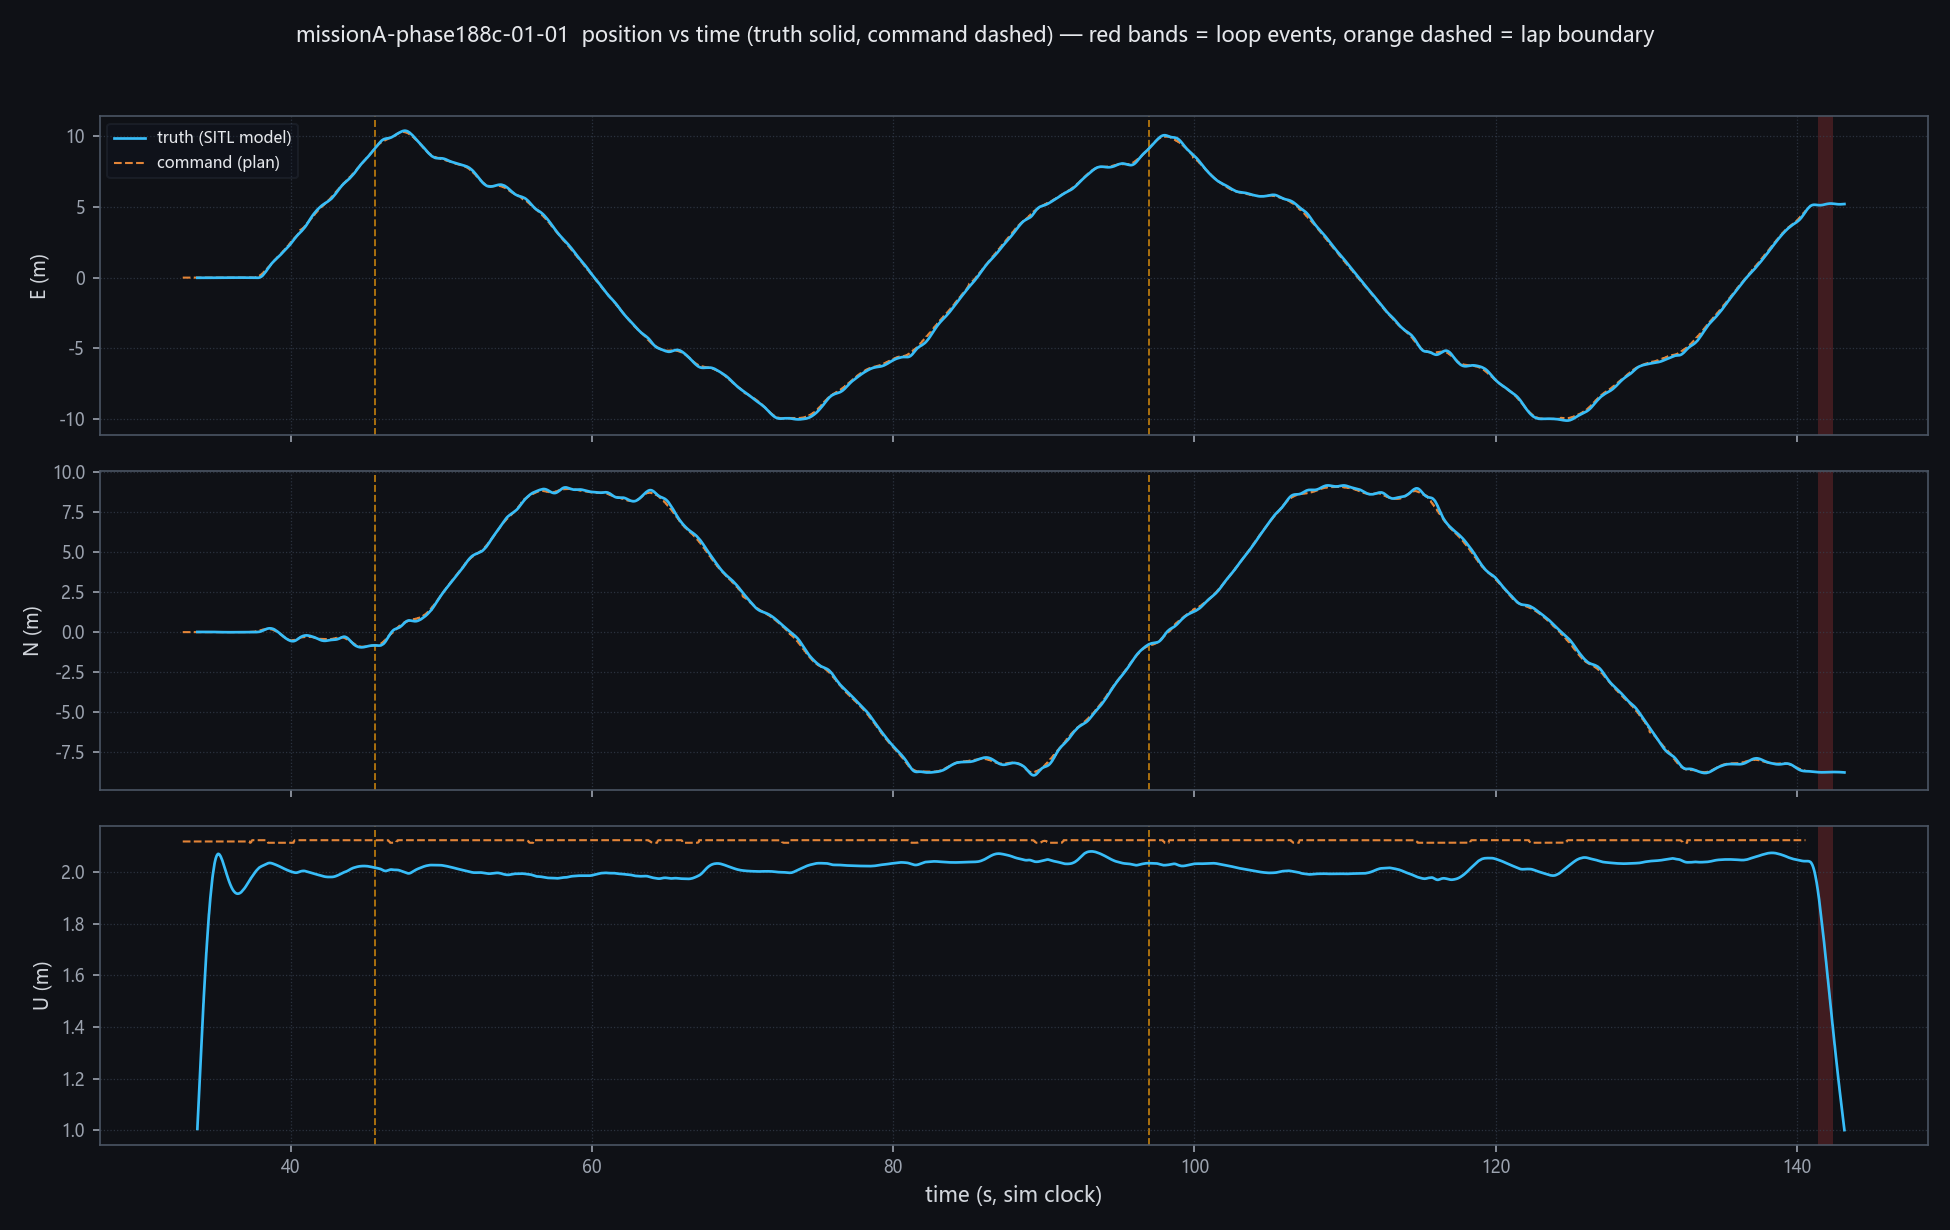 missionA-phase188c-01-01  position vs time (truth solid, command dashed) — red bands = loop events, orange dashed = lap boundary
truth (SITL model)
command (plan)
10
5
0
-5
-10
E (m)
10.0
7.5
5.0
2.5
0.0
-2.5
-5.0
-7.5
N (m)
2.0
1.8
1.6
1.4
1.2
1.0
U (m)
40 60 80 100 120 140
time (s, sim clock)